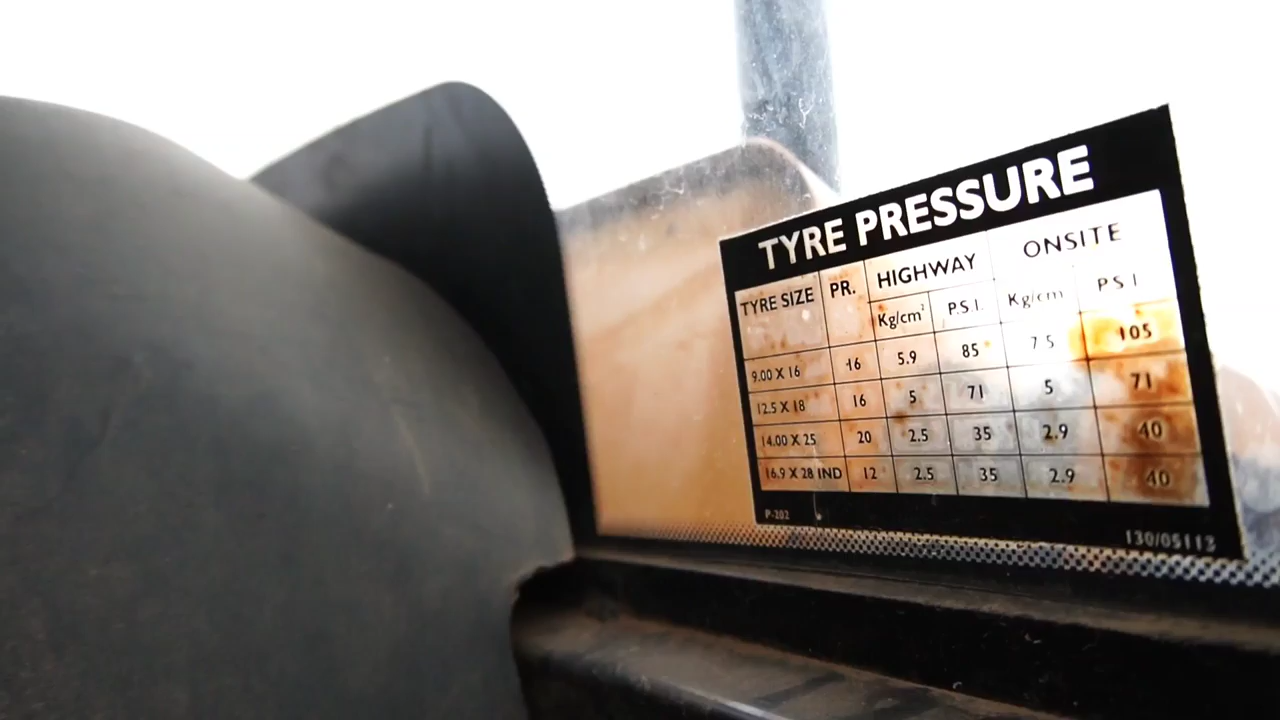 TYRE PRESSURE
TYRE SIZE PR. HIGHWAY ONSITE
Kg/cm² P.S.I. Kg/cm P S I
9.00 X 16 16 5.9 85 7 5 105
12.5 X 18 16 5 71 5 71
14.00 X 25 20 2.5 35 2.9 40
16.9 X 28 IND 12 2.5 35 2.9 40
P-202
130/05113